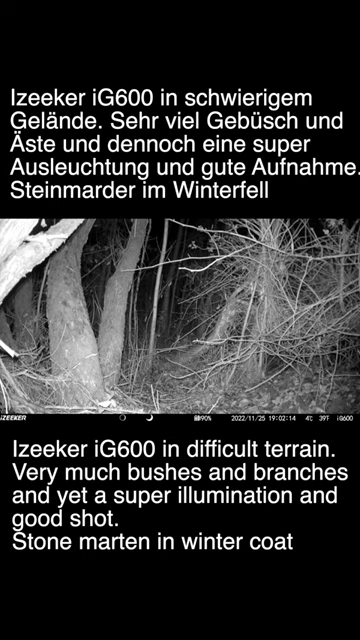 Izeeker iG600 in schwierigem
Gelände. Sehr viel Gebüsch und
Äste und dennoch eine super
Ausleuchtung und gute Aufnahme.
Steinmarder im Winterfell
iZEEKER 90% 2022/11/25 19:02:14 4℃ 39℉ iG600
Izeeker iG600 in difficult terrain.
Very much bushes and branches
and yet a super illumination and
good shot.
Stone marten in winter coat